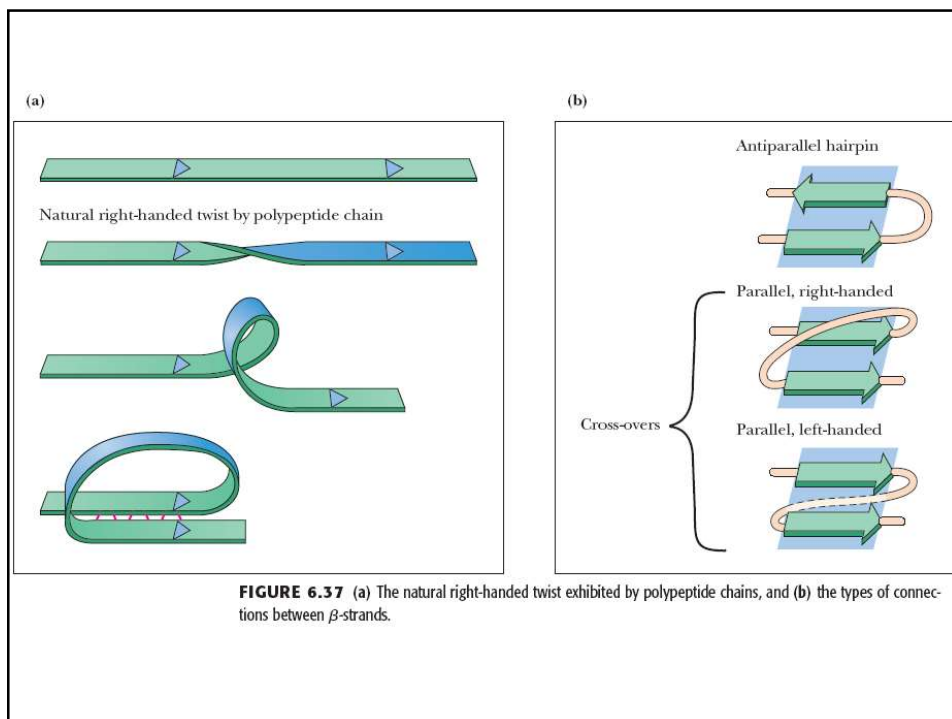 (a)
Natural right-handed twist by polypeptide chain
(b)
Antiparallel hairpin
Parallel, right-handed
Cross-overs
Parallel, left-handed
FIGURE 6.37 (a) The natural right-handed twist exhibited by polypeptide chains, and (b) the types of connec-
tions between β-strands.